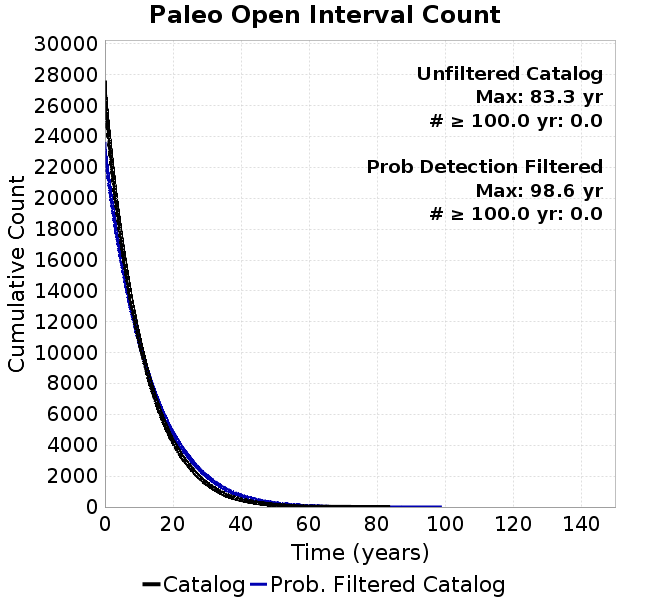 Paleo Open Interval Count
30000
28000
26000
24000
22000
20000
18000
16000
14000
12000
10000
8000
6000
4000
2000
0
Cumulative Count
Unfiltered Catalog
Max: 83.3 yr
# ≥ 100.0 yr: 0.0
Prob Detection Filtered
Max: 98.6 yr
# ≥ 100.0 yr: 0.0
0 20 40 60 80 100 120 140
Time (years)
Catalog Prob. Filtered Catalog